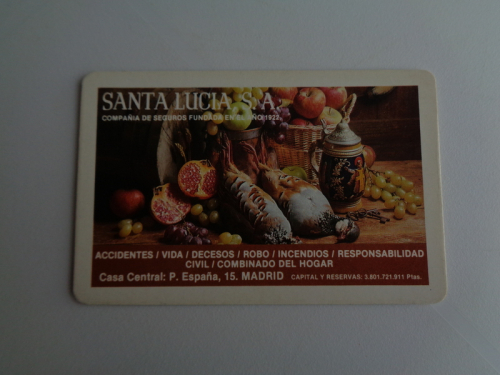 SANTA LUCIA, S. A.
COMPAÑIA DE SEGUROS FUNDADA EN EL AÑO 1922
ACCIDENTES / VIDA / DECESOS / ROBO / INCENDIOS / RESPONSABILIDAD
CIVIL / COMBINADO DEL HOGAR
Casa Central: P. España, 15. MADRID CAPITAL Y RESERVAS: 3.801.721.911 Ptas.